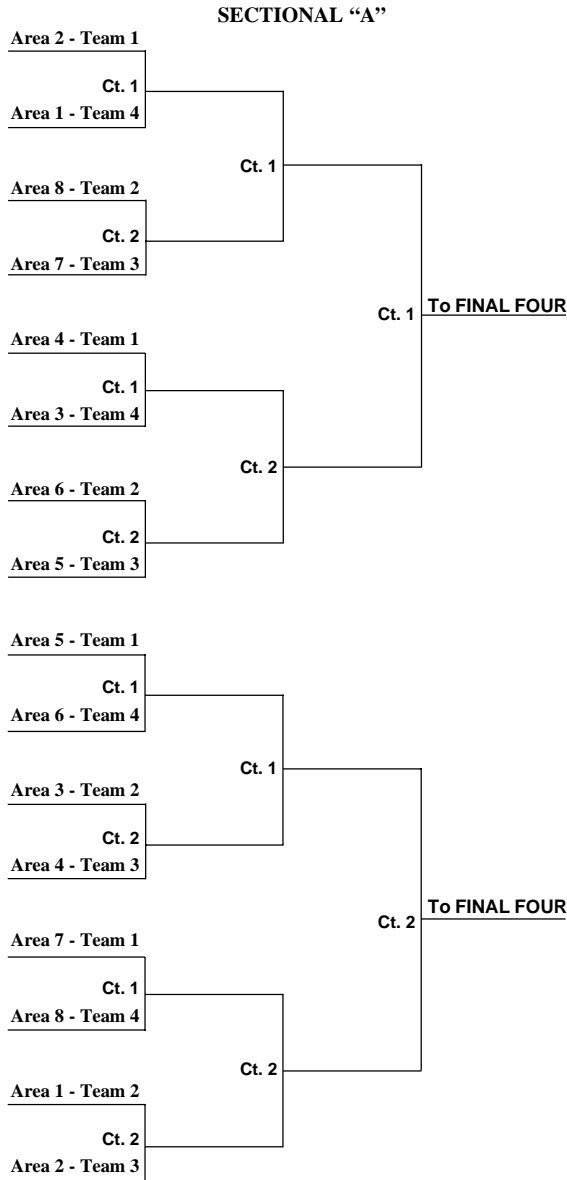 SECTIONAL “A”
Area 2 - Team 1
Ct. 1
Area 1 - Team 4
Ct. 1
Area 8 - Team 2
Ct. 2
Area 7 - Team 3
Ct. 1
To FINAL FOUR
Area 4 - Team 1
Ct. 1
Area 3 - Team 4
Ct. 2
Area 6 - Team 2
Ct. 2
Area 5 - Team 3
Area 5 - Team 1
Ct. 1
Area 6 - Team 4
Ct. 1
Area 3 - Team 2
Ct. 2
Area 4 - Team 3
Ct. 2
To FINAL FOUR
Area 7 - Team 1
Ct. 1
Area 8 - Team 4
Ct. 2
Area 1 - Team 2
Ct. 2
Area 2 - Team 3